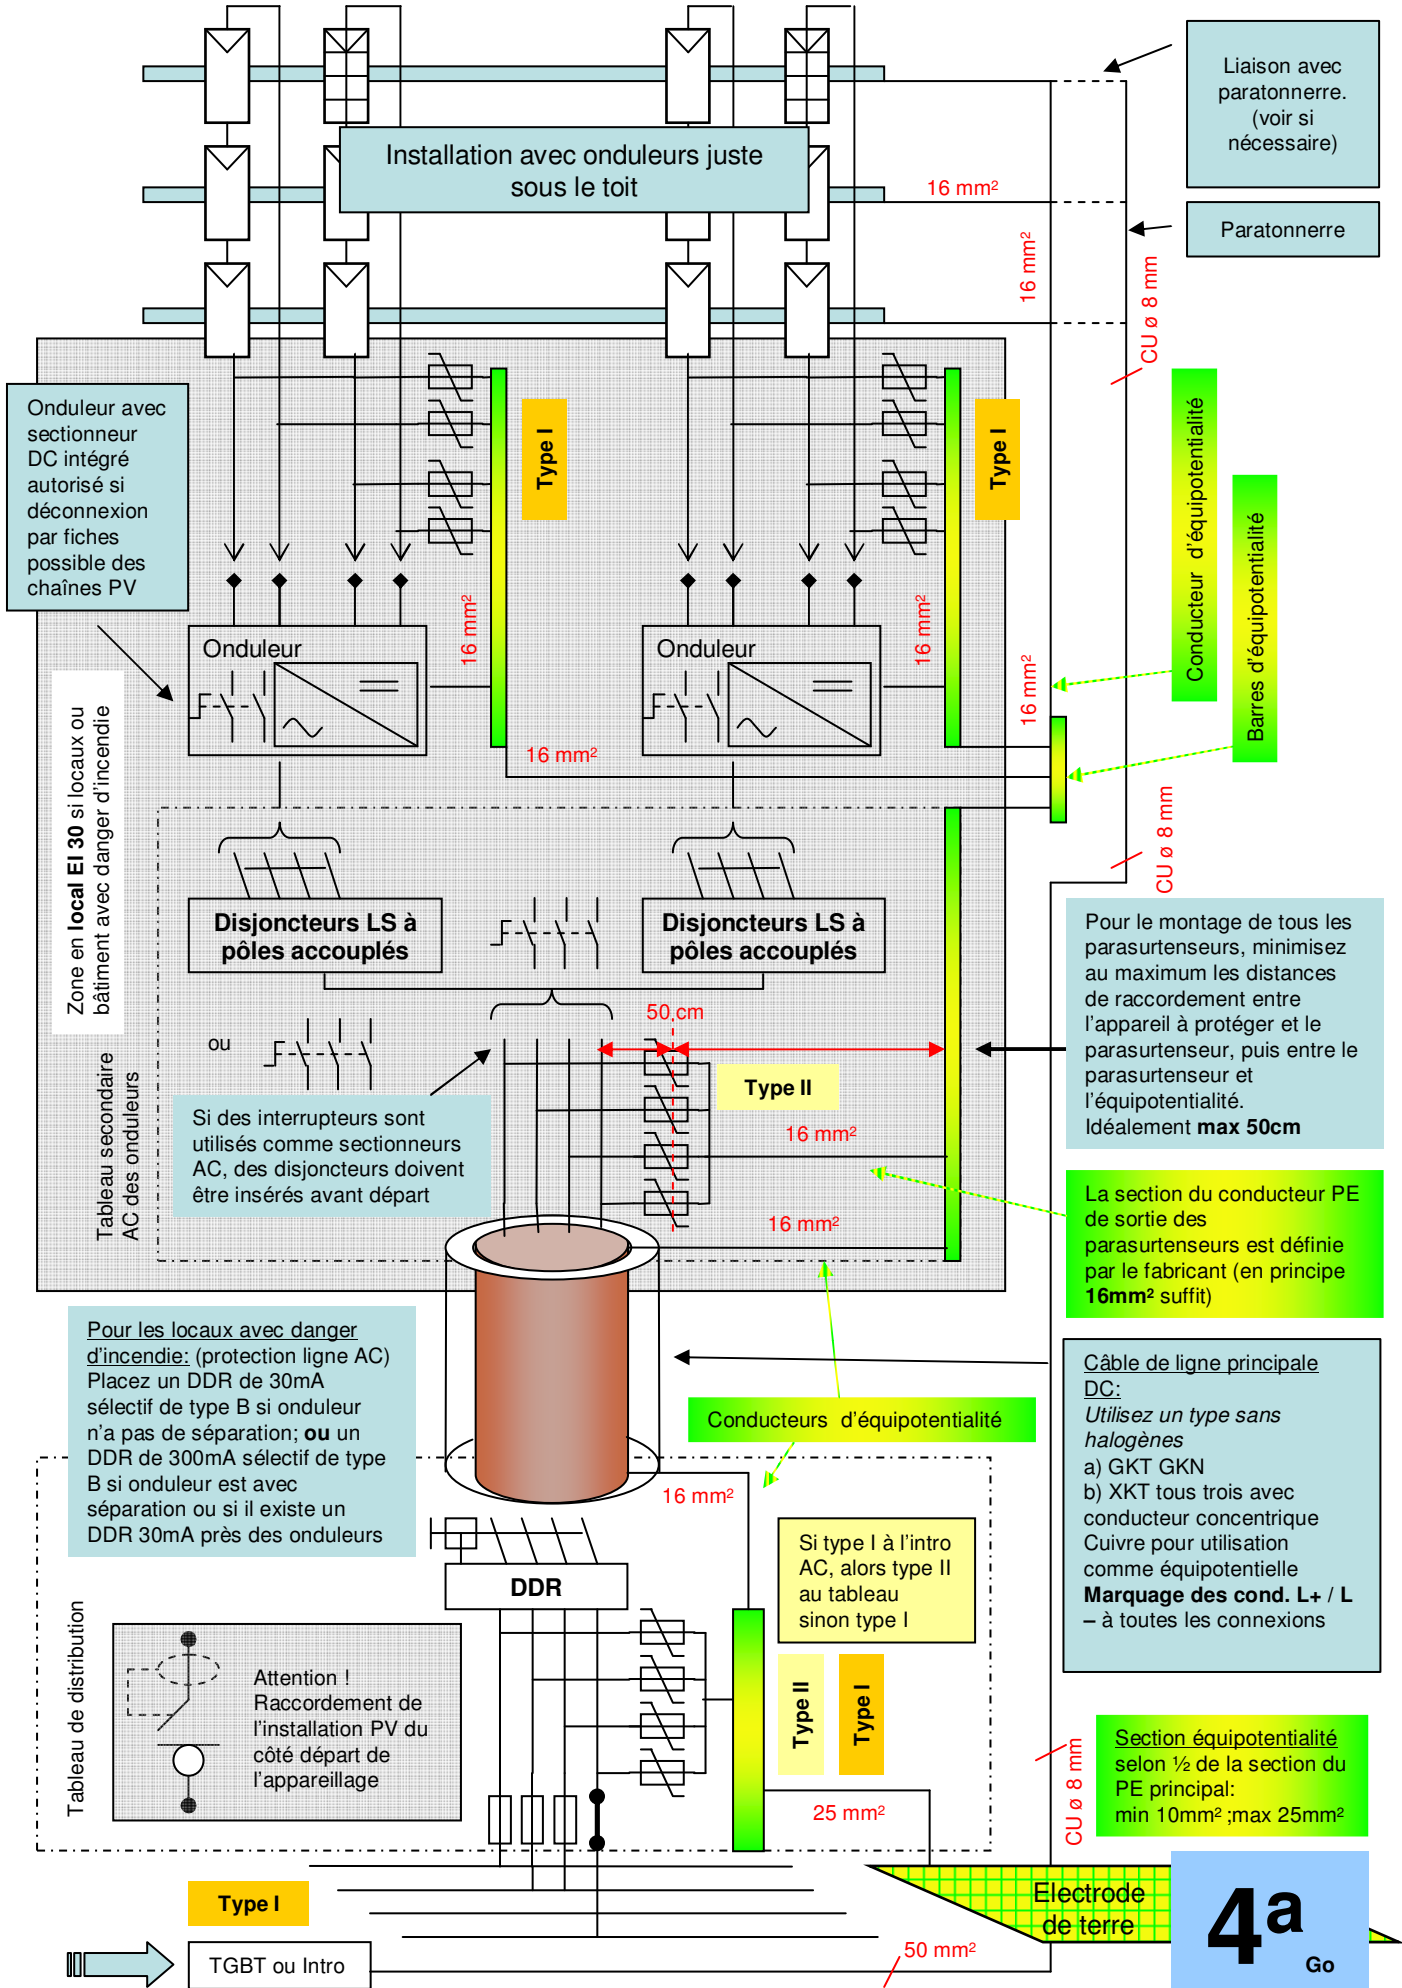 Liaison avec
paratonnerre.
(voir si
nécessaire)
Installation avec onduleurs juste
sous le toit
16 mm²
Paratonnerre
16 mm²
CU ø 8 mm
Onduleur avec
sectionneur
DC intégré
autorisé si
déconnexion
par fiches
possible des
chaînes PV
Type I
Type I
Conducteur d'équipotentialité
Barres d'équipotentialité
16 mm²
16 mm²
16 mm²
Onduleur
Onduleur
16 mm²
Zone en local EI 30 si locaux ou
bâtiment avec danger d'incendie
CU ø 8 mm
Disjoncteurs LS à
pôles accouplés
Disjoncteurs LS à
pôles accouplés
Pour le montage de tous les
parasurtenseurs, minimisez
au maximum les distances
de raccordement entre
l'appareil à protéger et le
parasurtenseur, puis entre le
parasurtenseur et
l'équipotentialité.
Idéalement max 50cm
50 cm
ou
Tableau secondaire
AC des onduleurs
Type II
Si des interrupteurs sont
utilisés comme sectionneurs
AC, des disjoncteurs doivent
être insérés avant départ
16 mm²
16 mm²
La section du conducteur PE
de sortie des
parasurtenseurs est définie
par le fabricant (en principe
16mm² suffit)
Pour les locaux avec danger
d'incendie: (protection ligne AC)
Placez un DDR de 30mA
sélectif de type B si onduleur
n'a pas de séparation; ou un
DDR de 300mA sélectif de type
B si onduleur est avec
séparation ou si il existe un
DDR 30mA près des onduleurs
Conducteurs d'équipotentialité
Câble de ligne principale
DC:
Utilisez un type sans
halogènes
a) GKT GKN
b) XKT tous trois avec
conducteur concentrique
Cuivre pour utilisation
comme équipotentielle
Marquage des cond. L+ / L
– à toutes les connexions
16 mm²
Si type I à l'intro
AC, alors type II
au tableau
sinon type I
DDR
Tableau de distribution
Attention !
Raccordement de
l'installation PV du
côté départ de
l'appareillage
Type II
Type I
25 mm²
CU ø 8 mm
Section équipotentialité
selon ½ de la section du
PE principal:
min 10mm² ;max 25mm²
Type I
Electrode
de terre
4a
Go
TGBT ou Intro
50 mm²